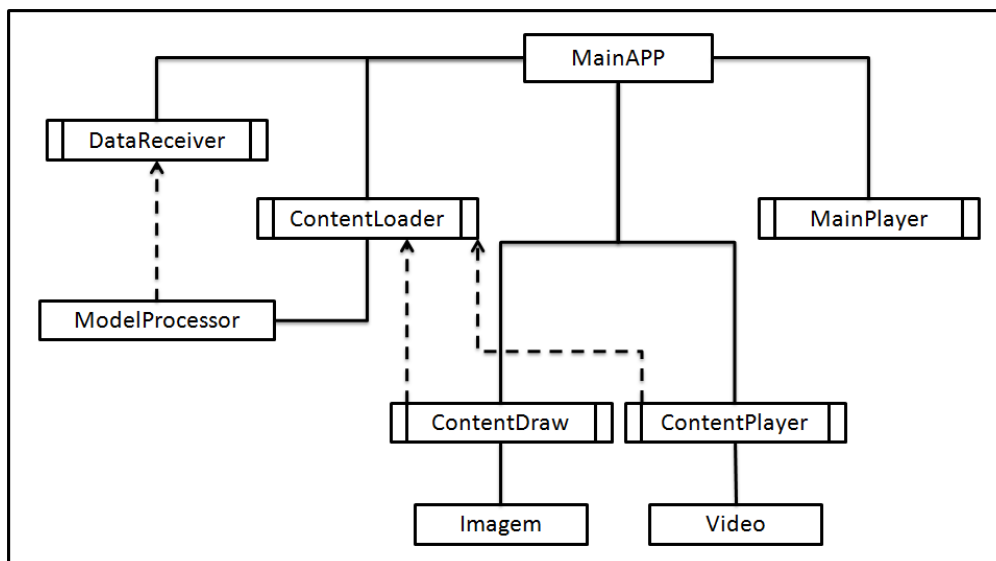 MainAPP
DataReceiver
ContentLoader
MainPlayer
ModelProcessor
ContentDraw
ContentPlayer
Imagem
Video